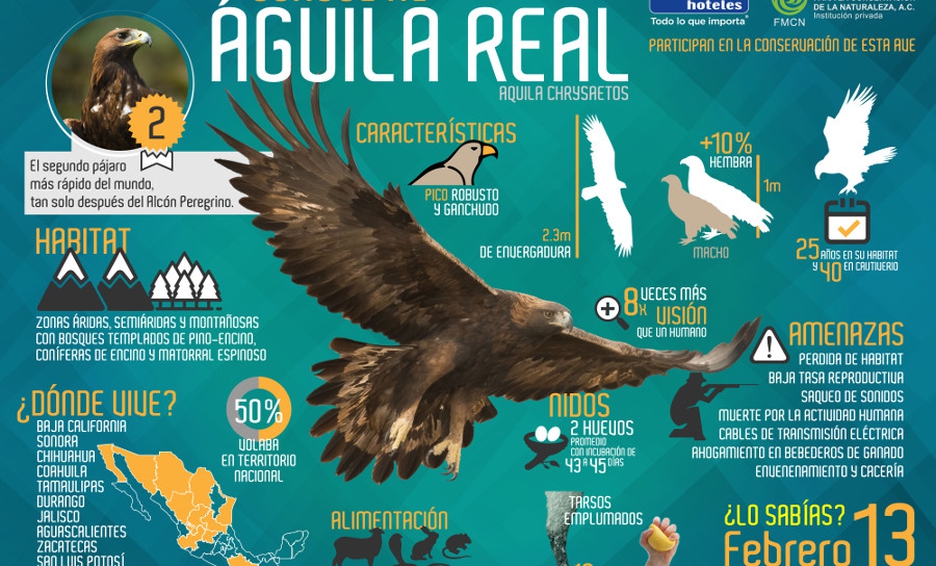 ÁGUILA REAL
AQUILA CHRYSAETOS
hoteles
Todo lo que importa*
FMCN
DE LA NATURALEZA, A.C.
Institución privada
PARTICIPAN EN LA CONSERVACIÓN DE ESTA AVE
2
El segundo pájaro
más rápido del mundo,
tan solo después del Alcón Peregrino.
CARACTERÍSTICAS
PICO ROBUSTO
Y GANCHUDO
2.3m
DE ENVERGADURA
+10%
HEMBRA
1m
MACHO
25 AÑOS EN SU HABITAT
Y 40 EN CAUTIVERIO
HABITAT
ZONAS ÁRIDAS, SEMIÁRIDAS Y MONTAÑOSAS
CON BOSQUES TEMPLADOS DE PINO-ENCINO,
CONÍFERAS DE ENCINO Y MATORRAL ESPINOSO
8x VECES MÁS
VISIÓN
QUE UN HUMANO
AMENAZAS
PERDIDA DE HABITAT
BAJA TASA REPRODUCTIVA
SAQUEO DE SONIDOS
MUERTE POR LA ACTIVIDAD HUMANA
CABLES DE TRANSMISIÓN ELÉCTRICA
AHOGAMIENTO EN BEBEDEROS DE GANADO
ENVENENAMIENTO Y CACERÍA
¿DÓNDE VIVE?
BAJA CALIFORNIA
SONORA
CHIHUAHUA
COAHUILA
TAMAULIPAS
DURANGO
JALISCO
AGUASCALIENTES
ZACATECAS
SAN LUIS POTOSÍ
50%
VOLABA
EN TERRITORIO
NACIONAL
NIDOS
2 HUEVOS
PROMEDIO
CON INCUBACIÓN DE
43 A 45 DÍAS
ALIMENTACIÓN
TARSOS
EMPLUMADOS
¿LO SABÍAS?
Febrero 13